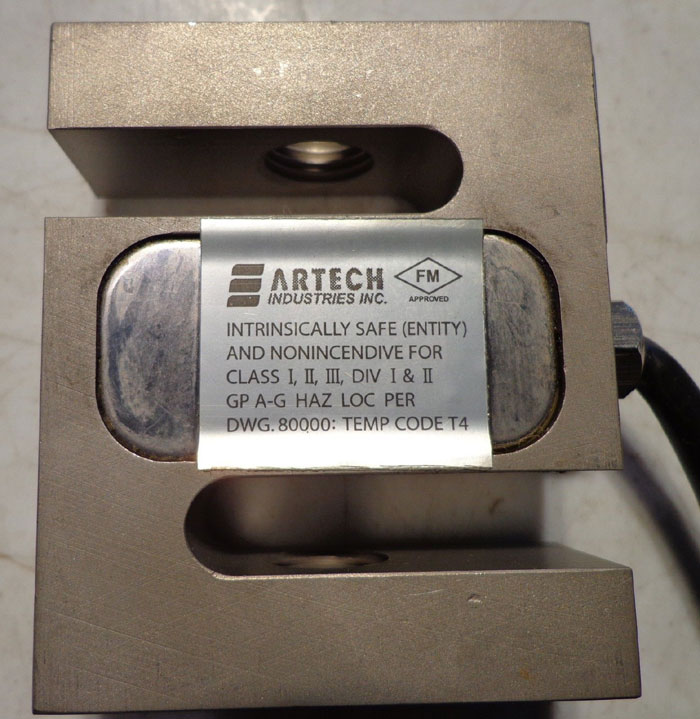 ARTECH
INDUSTRIES INC.
FM
APPROVED
INTRINSICALLY SAFE (ENTITY)
AND NONINCENDIVE FOR
CLASS I, II, III, DIV I & II
GP A-G HAZ LOC PER
DWG. 80000: TEMP CODE T4